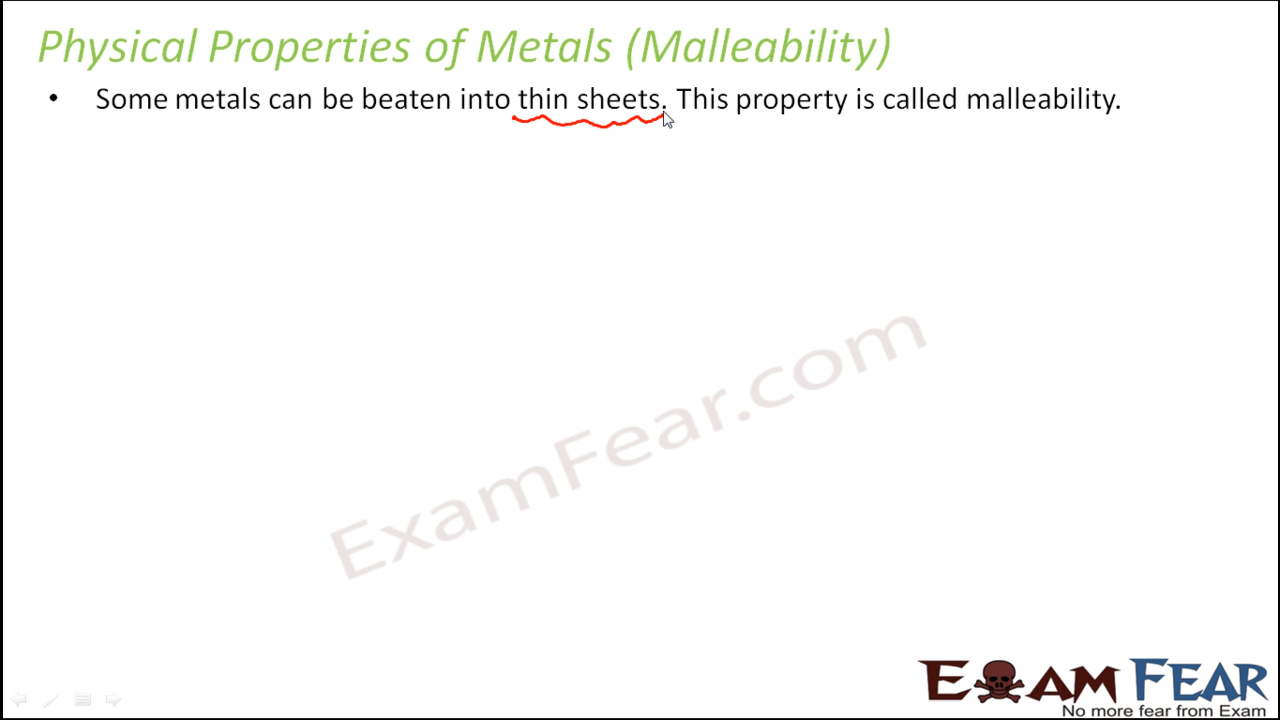 Physical Properties of Metals (Malleability)
• Some metals can be beaten into thin sheets. This property is called malleability.
ExamFear.com
EXAM FEAR
No more fear from Exam